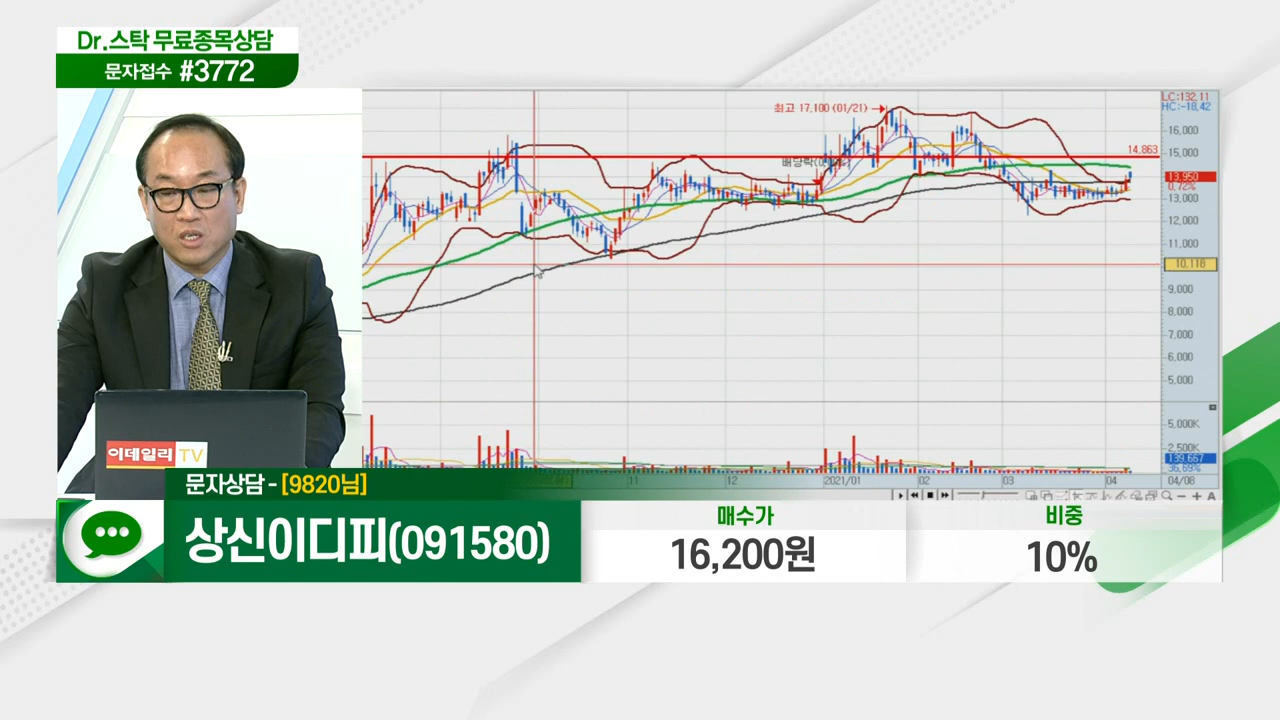 Dr.스탁 무료종목상담
문자접수 #3772
최고 17,100 (01/21)
LC:132.11
HC:-18.42
16,000
14,863
15,000
13,950
0.72%
13,000
12,000
11,000
10,118
9,000
8,000
7,000
6,000
5,000
5,000K
2,500K
139,667
36.69%
11
12
2021/01
02
03
04
04/08
A
이데일리 TV
문자상담 - [9820님]
상신이디피(091580)
매수가
16,200원
비중
10%